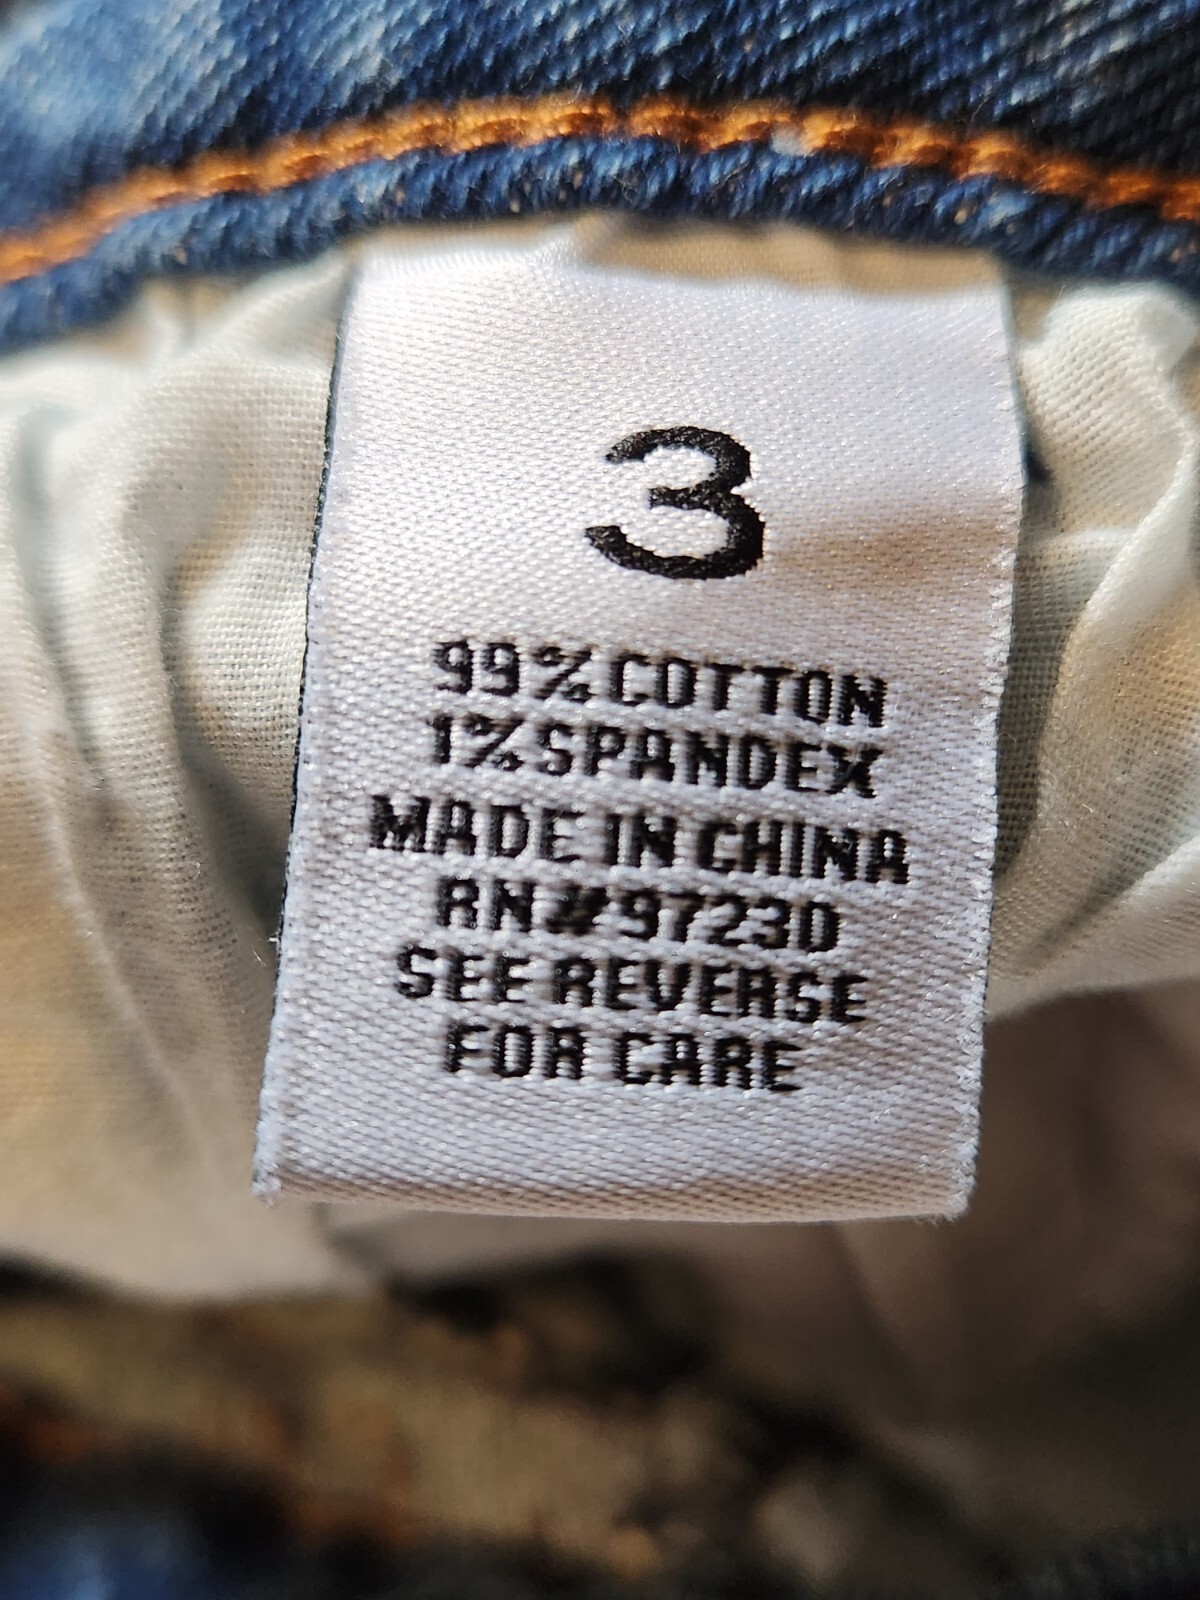 3
99% COTTON
1% SPANDEX
MADE IN CHINA
RN# 97230
SEE REVERSE
FOR CARE